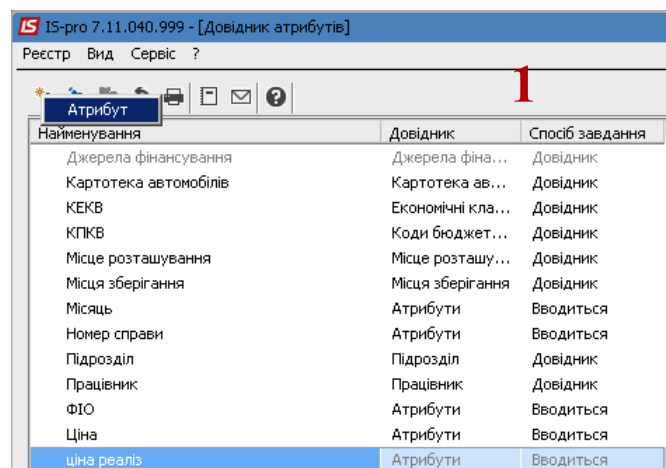 IS-pro 7.11.040.999 - [Довідник атрибутів]
Реєстр Вид Сервіс ?
1
Атрибут
Найменування Довідник Спосіб завдання
Джерела фінансування Джерела фіна... Довідник
Картотека автомобілів Картотека ав... Довідник
КЕКВ Економічні кла... Довідник
КПКВ Коди бюджет... Довідник
Місце розташування Місце розташу... Довідник
Місця зберігання Місця зберігання Довідник
Місяць Атрибути Вводиться
Номер справи Атрибути Вводиться
Підрозділ Підрозділ Довідник
Працівник Працівник Довідник
ФІО Атрибути Вводиться
Ціна Атрибути Вводиться
ціна реаліз Атрибути Вводиться